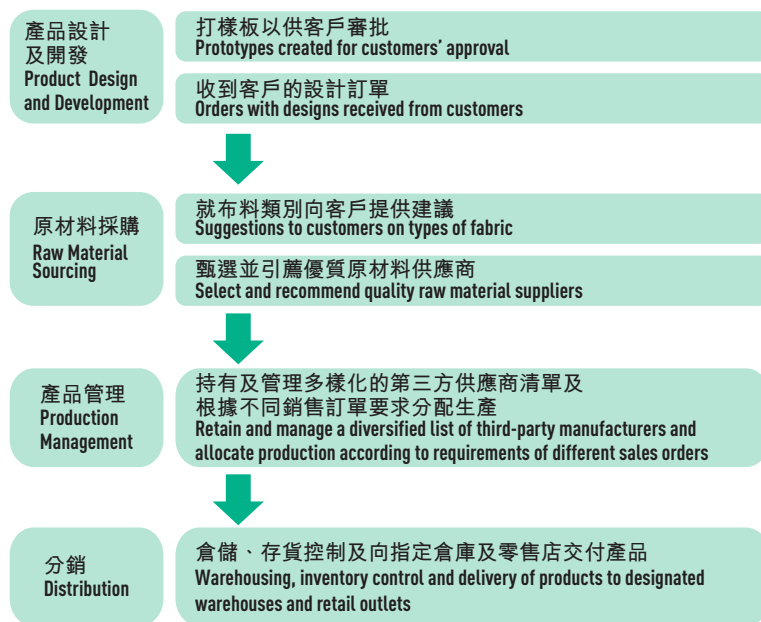 產品設計
及開發
Product Design
and Development
打樣板以供客戶審批
Prototypes created for customers’ approval
收到客戶的設計訂單
Orders with designs received from customers
原材料採購
Raw Material
Sourcing
就布料類別向客戶提供建議
Suggestions to customers on types of fabric
甄選並引薦優質原材料供應商
Select and recommend quality raw material suppliers
產品管理
Production
Management
持有及管理多樣化的第三方供應商清單及
根據不同銷售訂單要求分配生產
Retain and manage a diversified list of third-party manufacturers and
allocate production according to requirements of different sales orders
分銷
Distribution
倉儲、存貨控制及向指定倉庫及零售店交付產品
Warehousing, inventory control and delivery of products to designated
warehouses and retail outlets